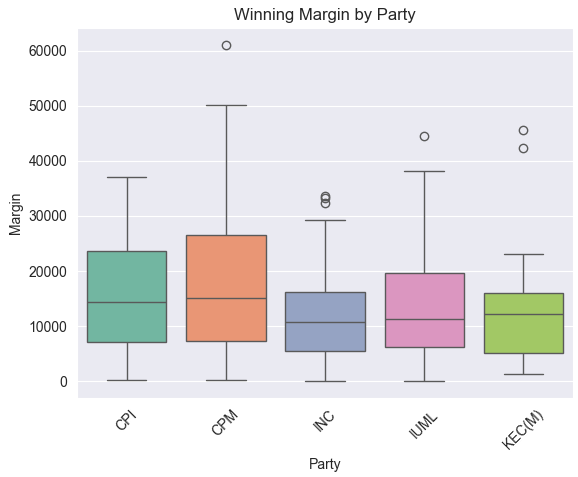 Winning Margin by Party
60000
50000
40000
30000
20000
10000
0
Margin
CPI
CPM
INC
IUML
KEC(M)
Party